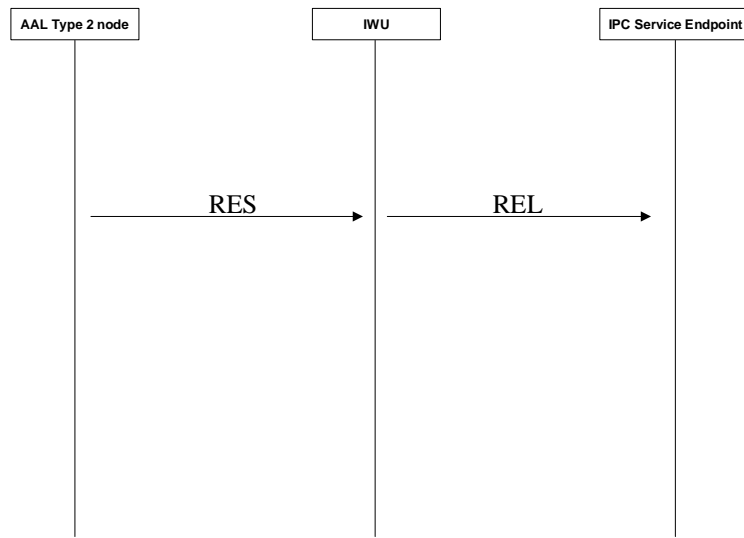 AAL Type 2 node
IWU
IPC Service Endpoint
RES
REL